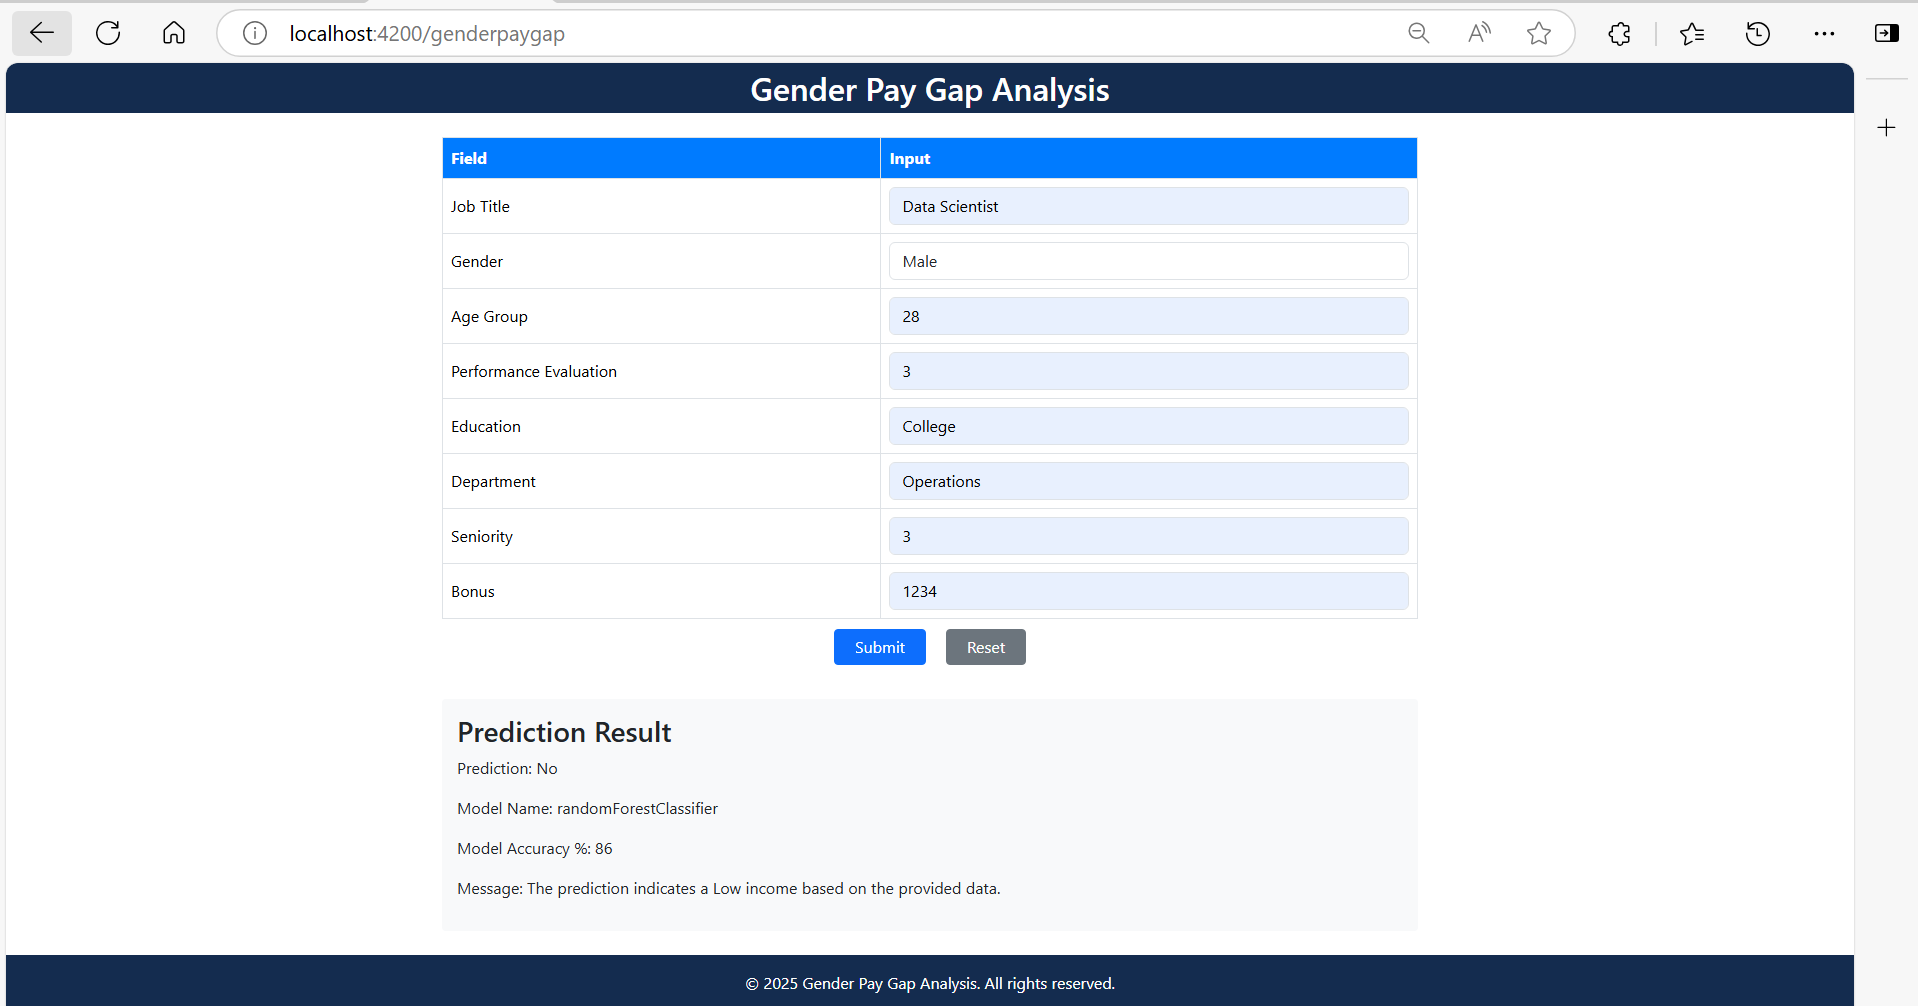 localhost:4200/genderpaygap
Gender Pay Gap Analysis
Field Input
Job Title Data Scientist
Gender Male
Age Group 28
Performance Evaluation 3
Education College
Department Operations
Seniority 3
Bonus 1234
Submit Reset
Prediction Result
Prediction: No
Model Name: randomForestClassifier
Model Accuracy %: 86
Message: The prediction indicates a Low income based on the provided data.
© 2025 Gender Pay Gap Analysis. All rights reserved.